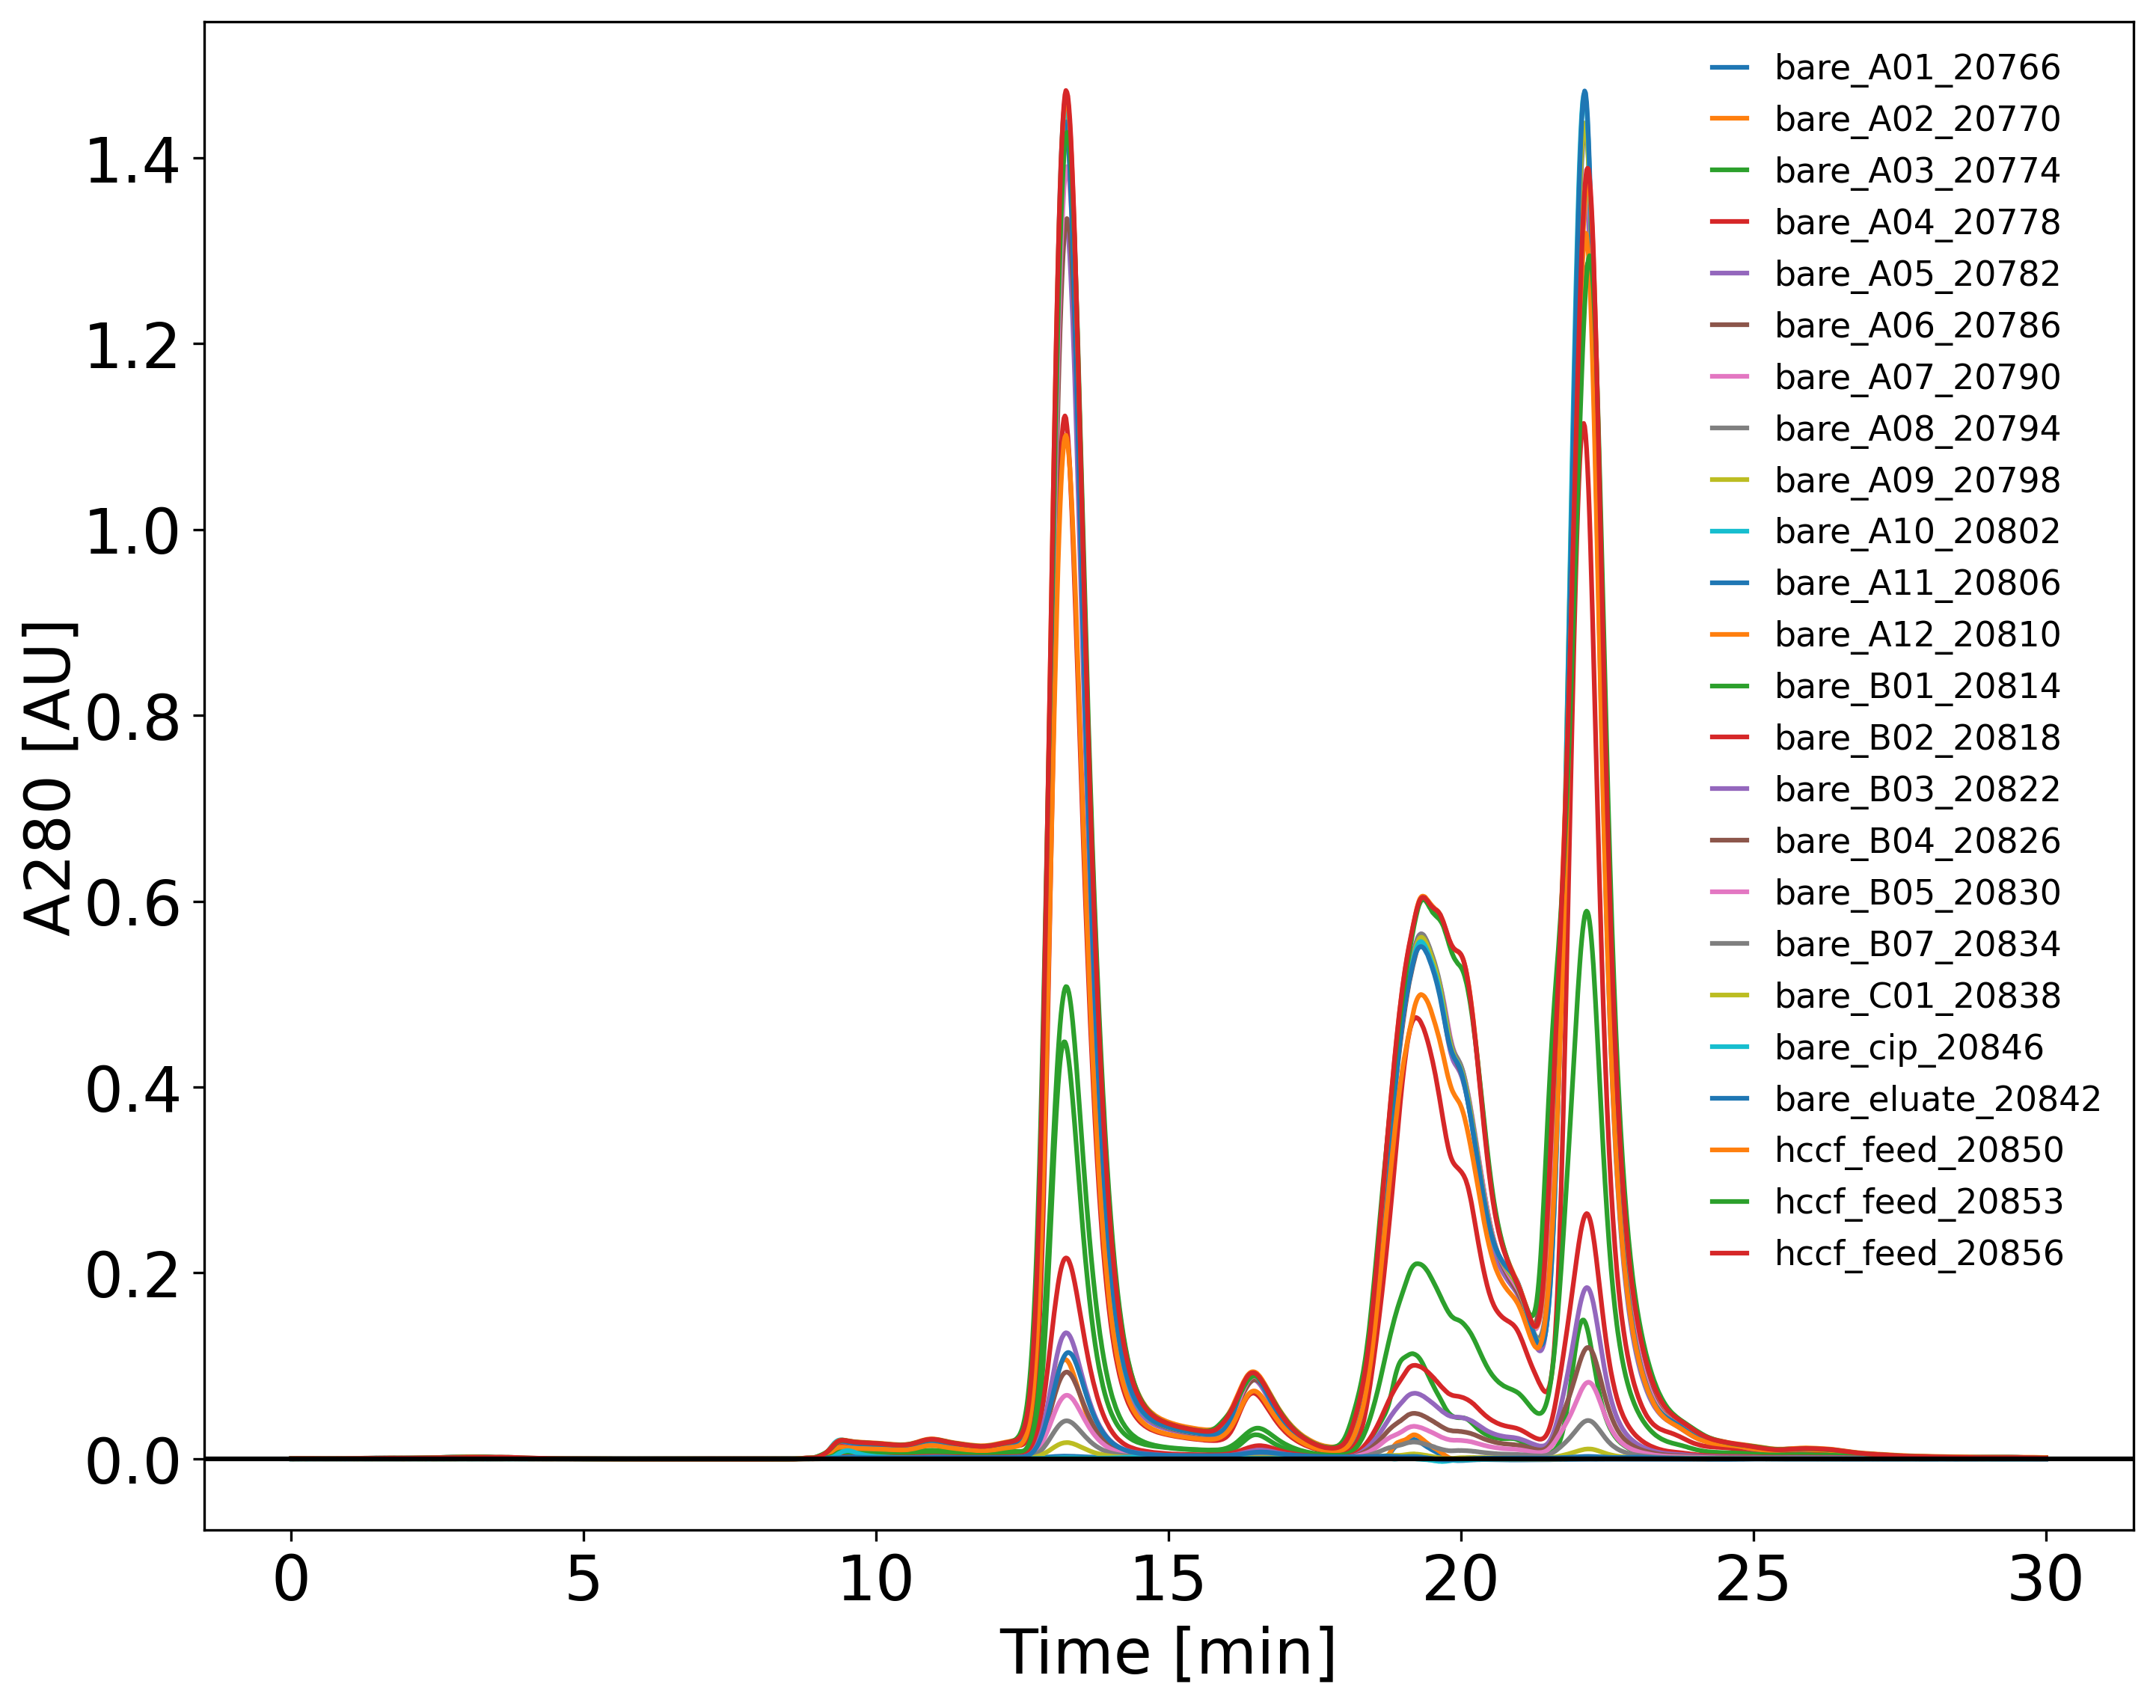 A280 [AU]
1.4
1.2
1.0
0.8
0.6
0.4
0.2
0.0
0
5
10
15
20
25
30
Time [min]
bare_A01_20766
bare_A02_20770
bare_A03_20774
bare_A04_20778
bare_A05_20782
bare_A06_20786
bare_A07_20790
bare_A08_20794
bare_A09_20798
bare_A10_20802
bare_A11_20806
bare_A12_20810
bare_B01_20814
bare_B02_20818
bare_B03_20822
bare_B04_20826
bare_B05_20830
bare_B07_20834
bare_C01_20838
bare_cip_20846
bare_eluate_20842
hccf_feed_20850
hccf_feed_20853
hccf_feed_20856